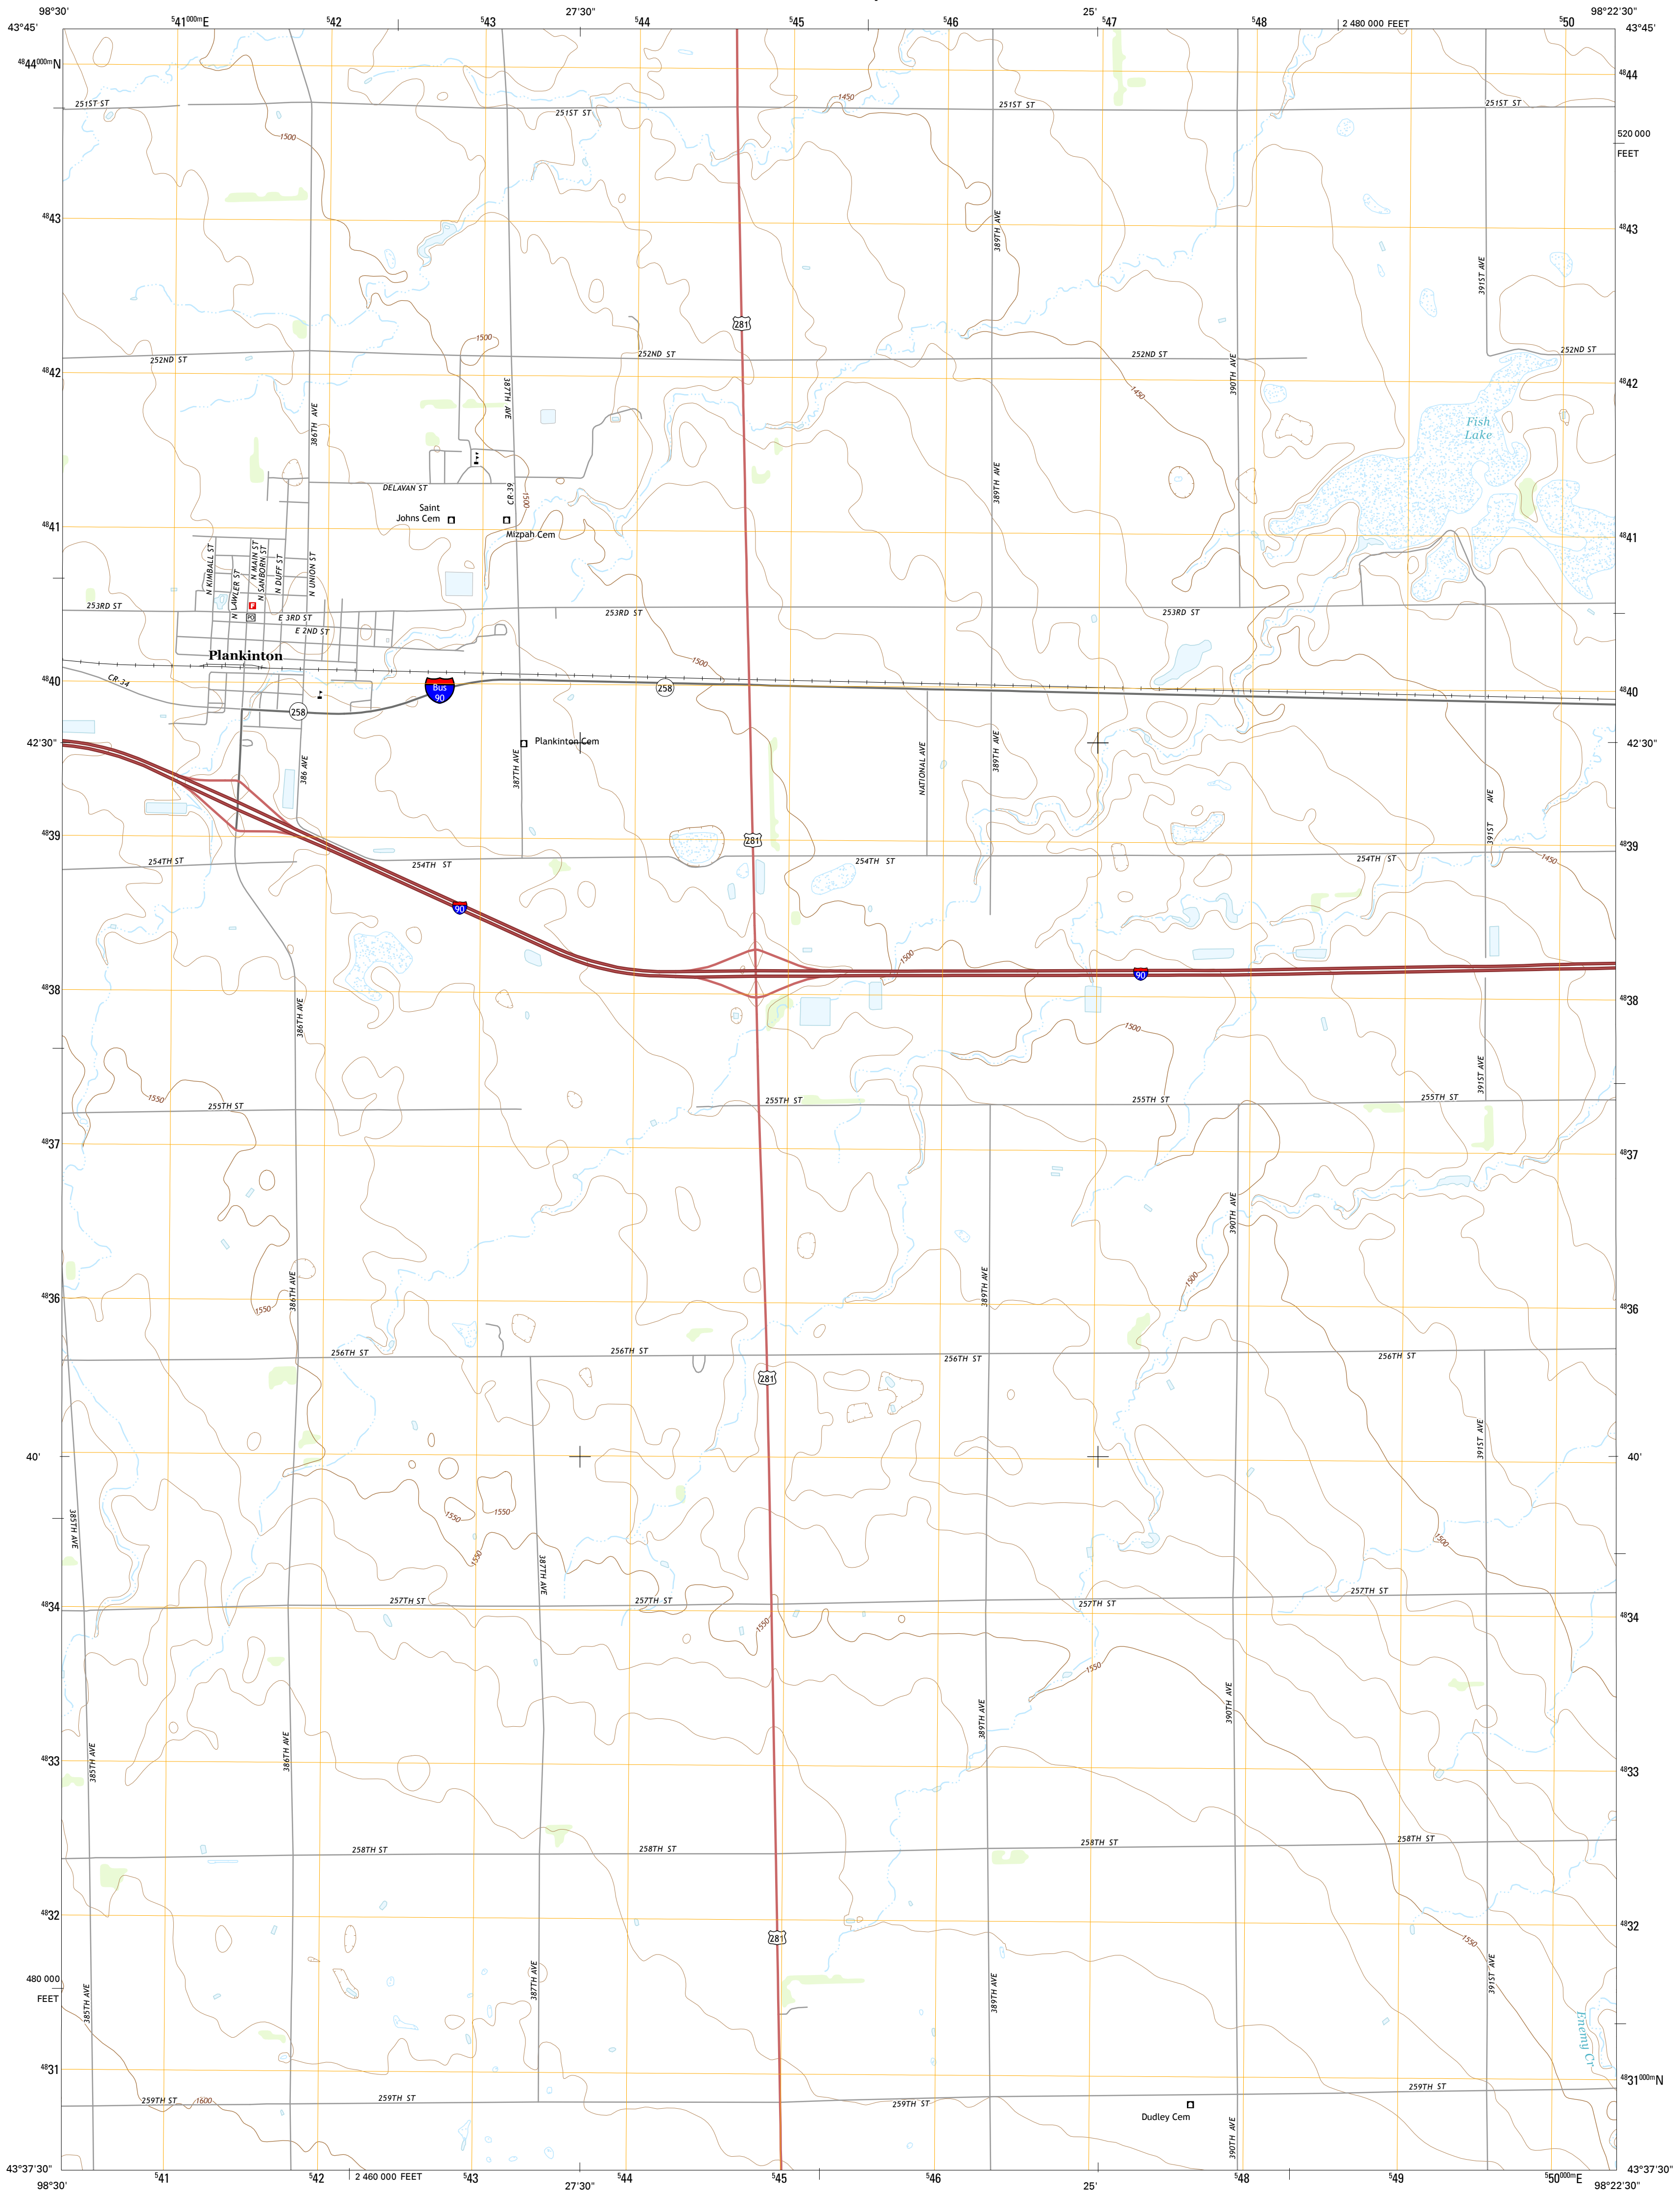 98°30' ⁵41⁰⁰⁰ᵐE ⁵42 ⁵43 27'30" ⁵44 ⁵45 ⁵46 25' ⁵47 ⁵48 2 480 000 FEET ⁵50 98°22'30"
43°45' 43°45'
⁴⁸44⁰⁰⁰ᵐN ⁴⁸44
1450
251ST ST 251ST ST 251ST ST
251ST ST
1500
520 000
FEET
⁴⁸43 ⁴⁸43
389TH AVE
391ST AVE
281
1500
252ND ST 252ND ST 252ND ST 252ND ST
⁴⁸42 ⁴⁸42
390TH AVE
387TH AVE
1450
386TH AVE
Fish
Lake
389TH AVE
DELAVAN ST
CR-39
1500
Saint
Johns Cem
Mizpah Cem
⁴⁸41 ⁴⁸41
N KIMBALL ST
N LAWLER ST
N MAIN ST
N SANBORN ST
N DUFF ST
N UNION ST
F
PO
253RD ST 253RD ST 253RD ST
E 3RD ST
E 2ND ST
Plankinton
1500
CR-34
⁴⁸40 ⁴⁸40
Bus
90
258
258
42'30" 42'30"
Plankinton Cem
386 AVE
387TH AVE
NATIONAL AVE
389TH AVE
391ST AVE
⁴⁸39 ⁴⁸39
281
254TH ST 254TH ST 254TH ST 254TH ST
1450
90
1500
90
⁴⁸38 ⁴⁸38
386TH AVE
1500
391ST AVE
1550
255TH ST 255TH ST 255TH ST 255TH ST
⁴⁸37 ⁴⁸37
390TH AVE
386TH AVE
389TH AVE
1500
⁴⁸36 ⁴⁸36
1550
256TH ST 256TH ST 256TH ST 256TH ST
281
391ST AVE
40' 40'
385TH AVE
1550
1550
1550
1500
387TH AVE
257TH ST 257TH ST 257TH ST 257TH ST
⁴⁸34 ⁴⁸34
1550
1550
389TH AVE
390TH AVE
385TH AVE
386TH AVE
⁴⁸33 ⁴⁸33
258TH ST 258TH ST 258TH ST 258TH ST
⁴⁸32 ⁴⁸32
281
1550
480 000
FEET
385TH AVE
387TH AVE
389TH AVE
391ST AVE
Enemy Cr
⁴⁸31 ⁴⁸31⁰⁰⁰ᵐN
259TH ST 1600 259TH ST 259TH ST 259TH ST
Dudley Cem
390TH AVE
43°37'30" 43°37'30"
98°30' ⁵41 ⁵42 2 460 000 FEET ⁵43 27'30" ⁵44 ⁵45 ⁵46 25' ⁵48 ⁵49 ⁵50⁰⁰⁰ᵐE 98°22'30"